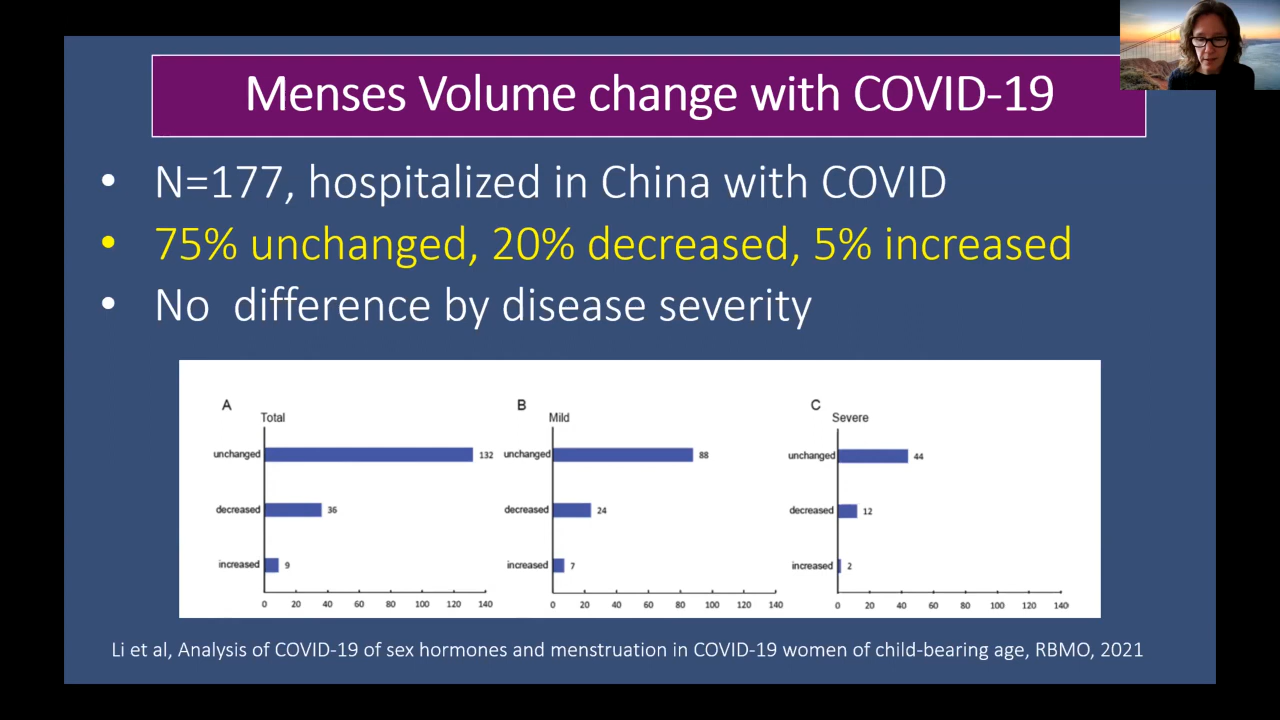 Menses Volume change with COVID-19
• N=177, hospitalized in China with COVID
• 75% unchanged, 20% decreased, 5% increased
• No difference by disease severity
A
Total
unchanged 132
decreased 36
increased 9
0 20 40 60 80 100 120 140
B
Mild
unchanged 88
decreased 24
increased 7
0 20 40 60 80 100 120 140
C
Severe
unchanged 44
decreased 12
increased 2
0 20 40 60 80 100 120 140
Li et al, Analysis of COVID-19 of sex hormones and menstruation in COVID-19 women of child-bearing age, RBMO, 2021